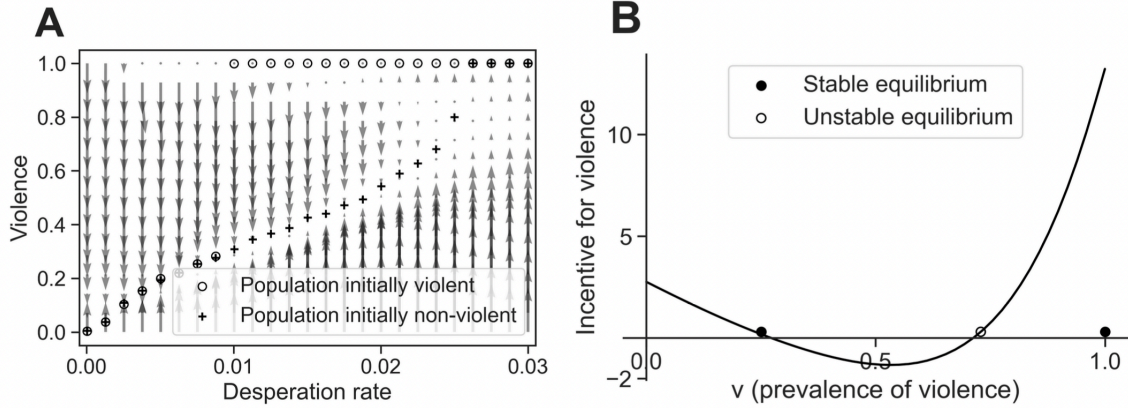 A
1.0
0.8
0.6
0.4
0.2
0.0
Violence
Population initially violent
Population initially non-violent
0.00
0.01
0.02
0.03
Desperation rate
B
Stable equilibrium
Unstable equilibrium
10
5
−2
Incentive for violence
0.0
0.5
1.0
v (prevalence of violence)